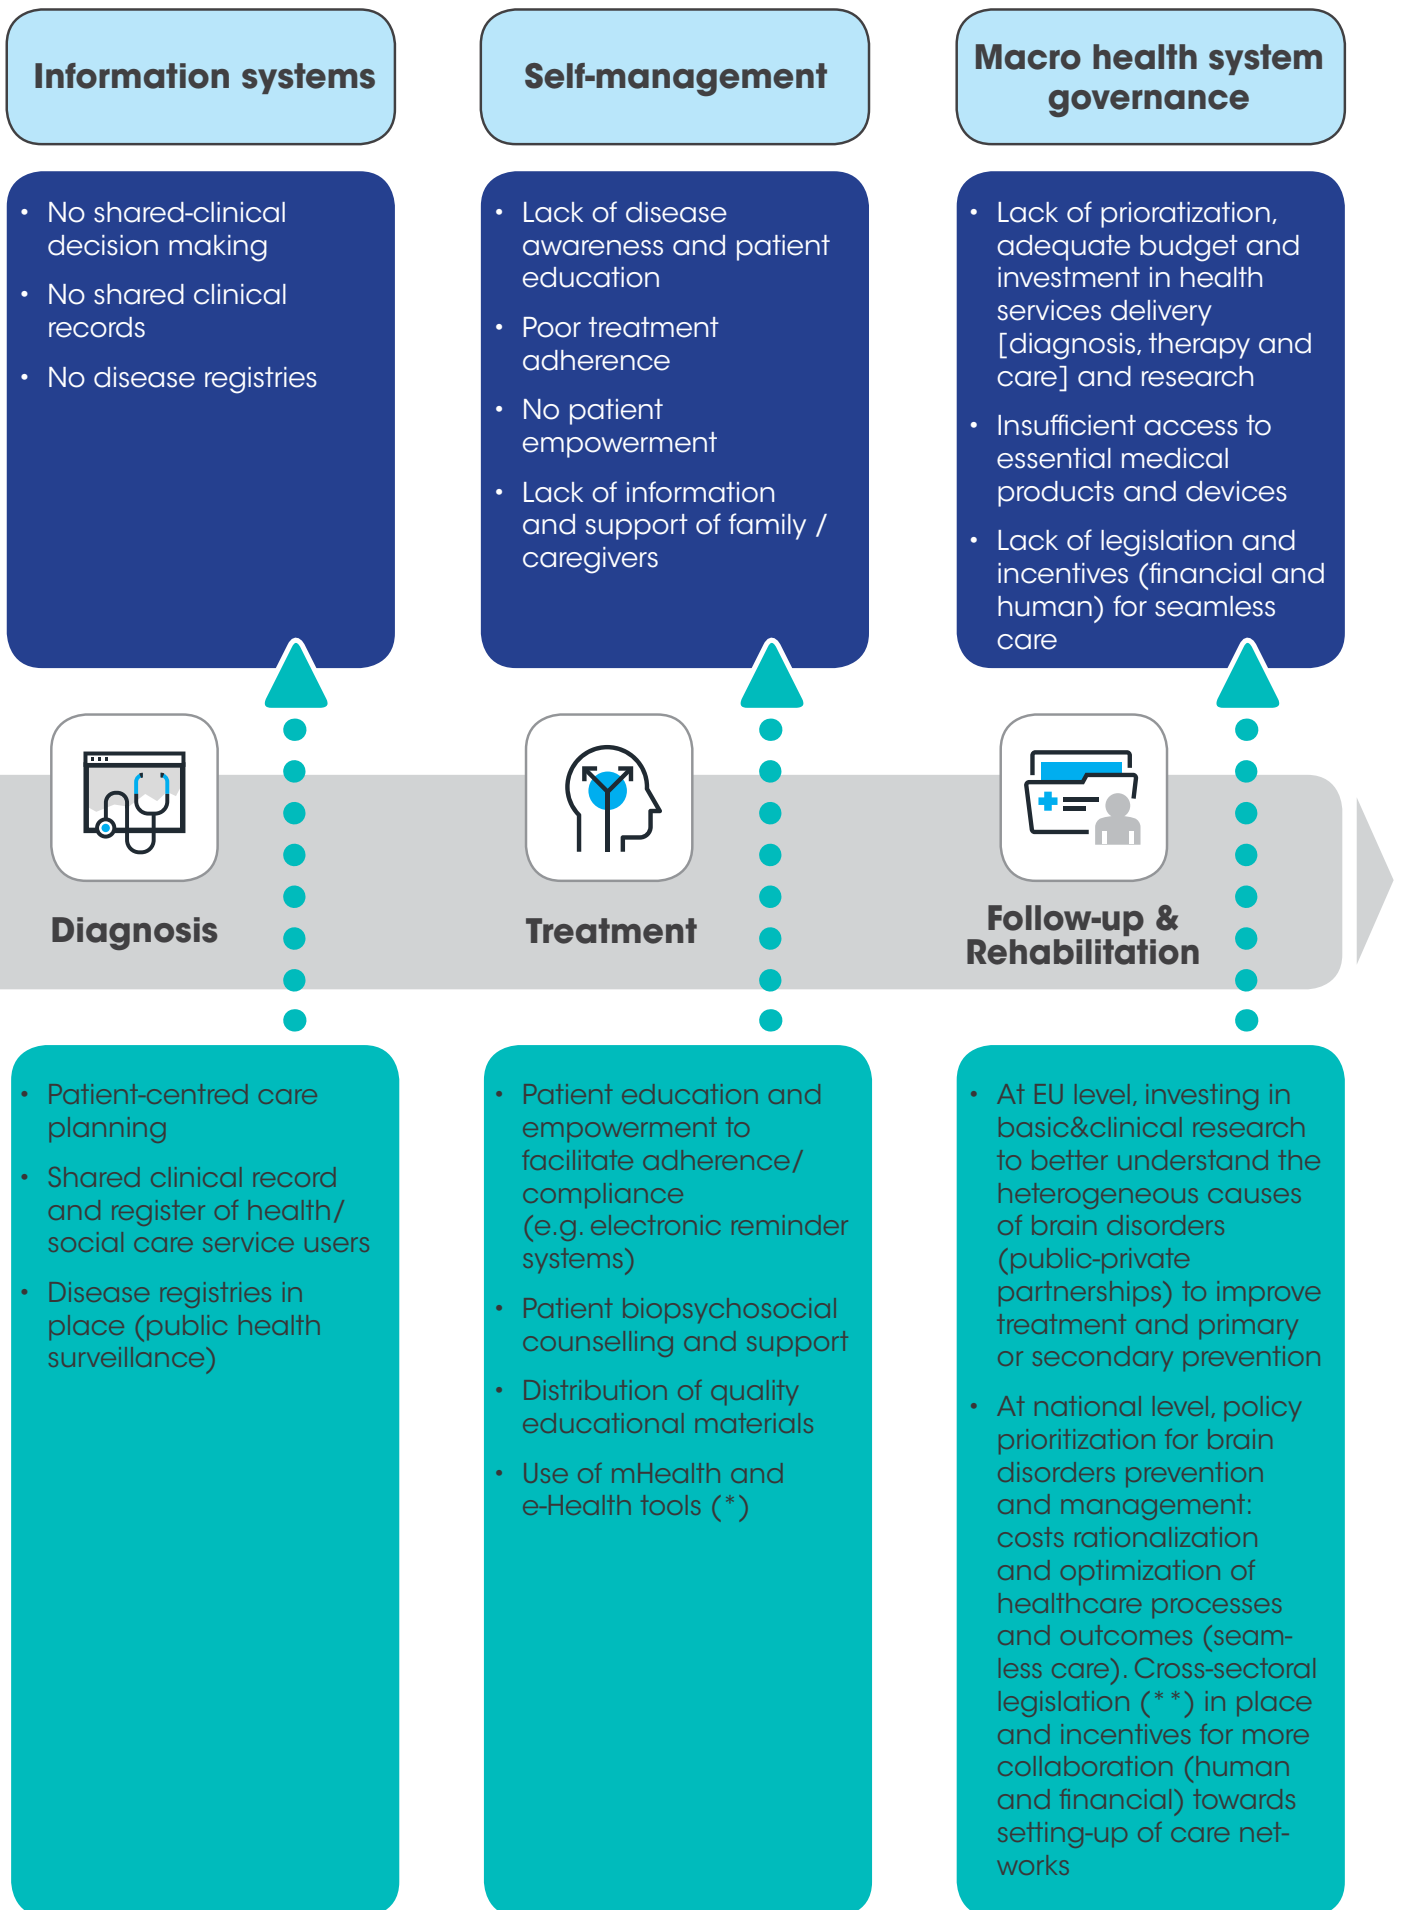 Information systems
Self-management
Macro health system
governance
• No shared-clinical
decision making
• No shared clinical
records
• No disease registries
• Lack of disease
awareness and patient
education
• Poor treatment
adherence
• No patient
empowerment
• Lack of information
and support of family /
caregivers
• Lack of prioratization,
adequate budget and
investment in health
services delivery
[diagnosis, therapy and
care] and research
• Insufficient access to
essential medical
products and devices
• Lack of legislation and
incentives (financial and
human) for seamless
care
Diagnosis
Treatment
Follow-up &
Rehabilitation
• Patient-centred care
planning
• Shared clinical record
and register of health/
social care service users
• Disease registries in
place (public health
surveillance)
• Patient education and
empowerment to
facilitate adherence/
compliance
(e.g. electronic reminder
systems)
• Patient biopsychosocial
counselling and support
• Distribution of quality
educational materials
• Use of mHealth and
e-Health tools (*)
• At EU level, investing in
basic&clinical research
to better understand the
heterogeneous causes
of brain disorders
(public-private
partnerships) to improve
treatment and primary
or secondary prevention
• At national level, policy
prioritization for brain
disorders prevention
and management:
costs rationalization
and optimization of
healthcare processes
and outcomes (seam-
less care). Cross-sectoral
legislation (**) in place
and incentives for more
collaboration (human
and financial) towards
setting-up of care net-
works